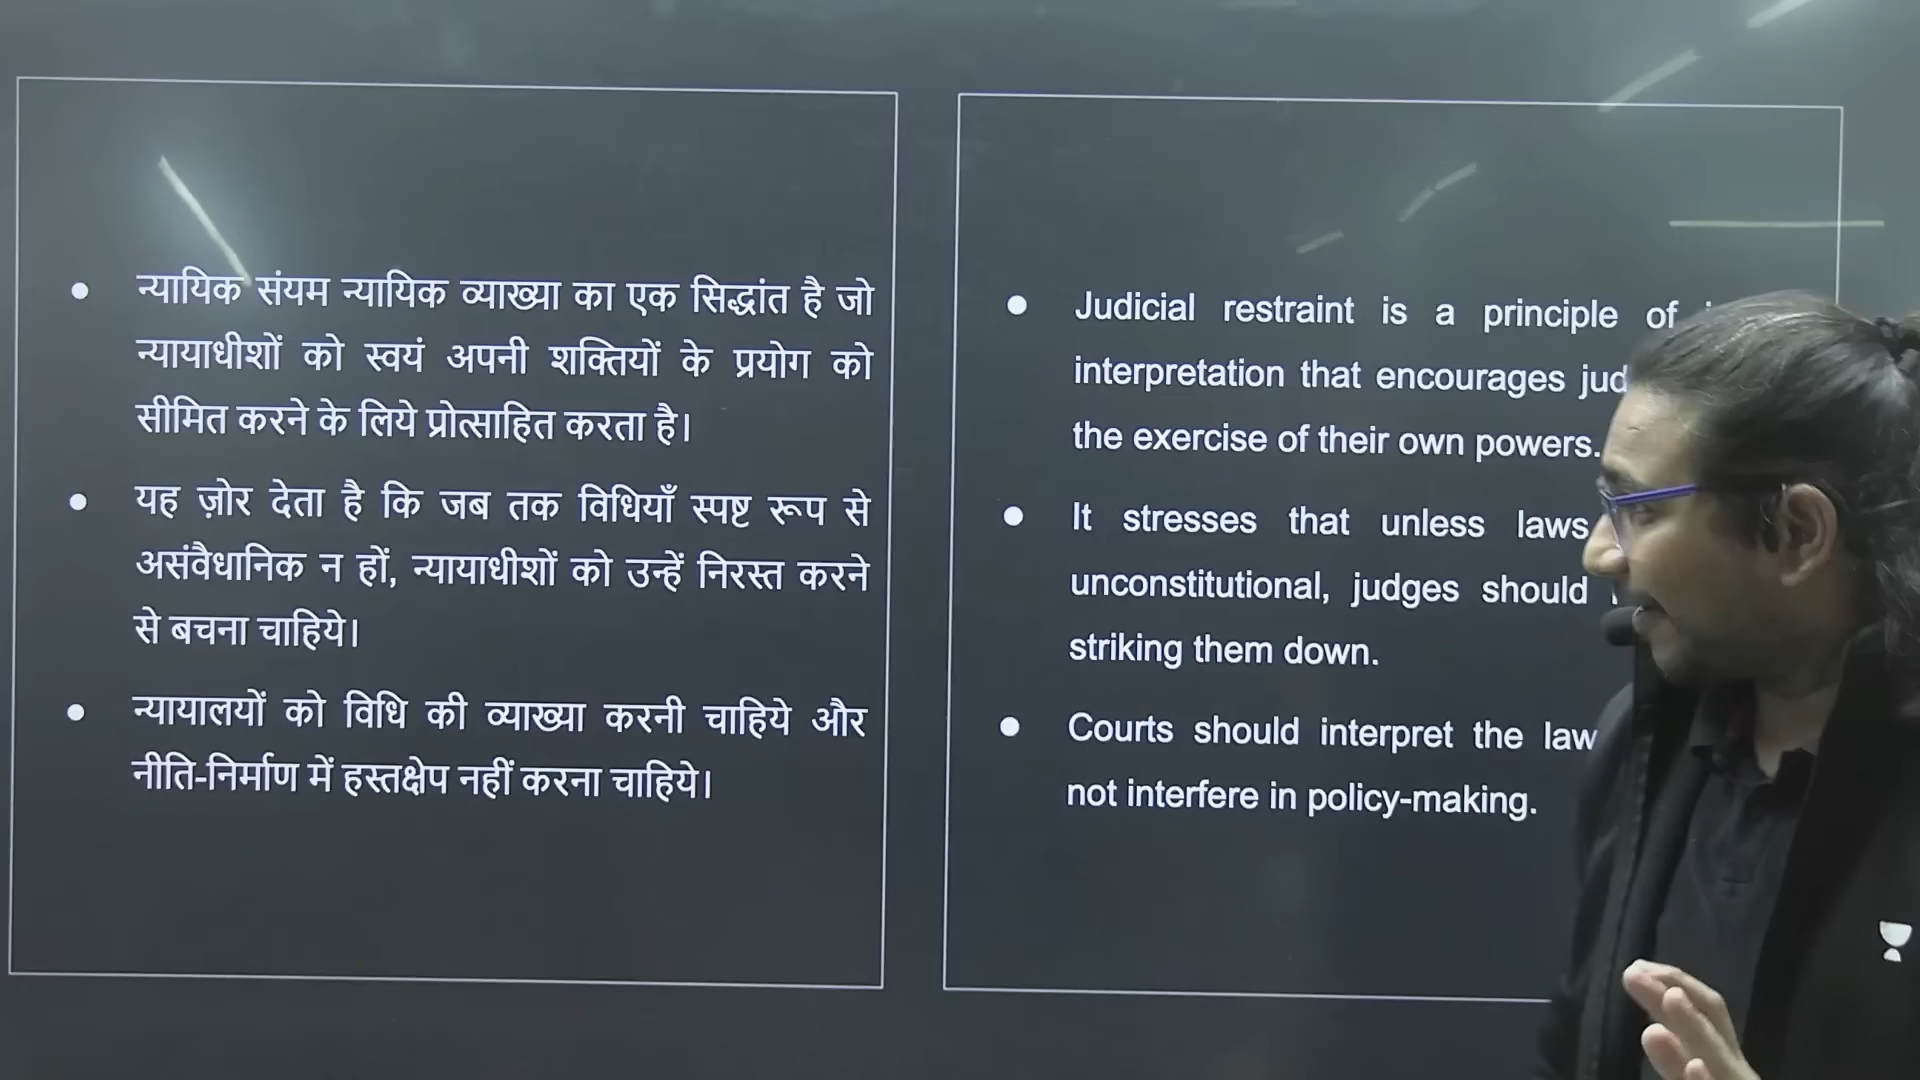 न्यायिक संयम न्यायिक व्याख्या का एक सिद्धांत है जो
न्यायाधीशों को स्वयं अपनी शक्तियों के प्रयोग को
सीमित करने के लिये प्रोत्साहित करता है।
यह ज़ोर देता है कि जब तक विधियाँ स्पष्ट रूप से
असंवैधानिक न हों, न्यायाधीशों को उन्हें निरस्त करने
से बचना चाहिये।
न्यायालयों को विधि की व्याख्या करनी चाहिये और
नीति-निर्माण में हस्तक्षेप नहीं करना चाहिये।
Judicial restraint is a principle of
interpretation that encourages
the exercise of their own powers.
It stresses that unless laws
unconstitutional, judges should
striking them down.
Courts should interpret the law
not interfere in policy-making.